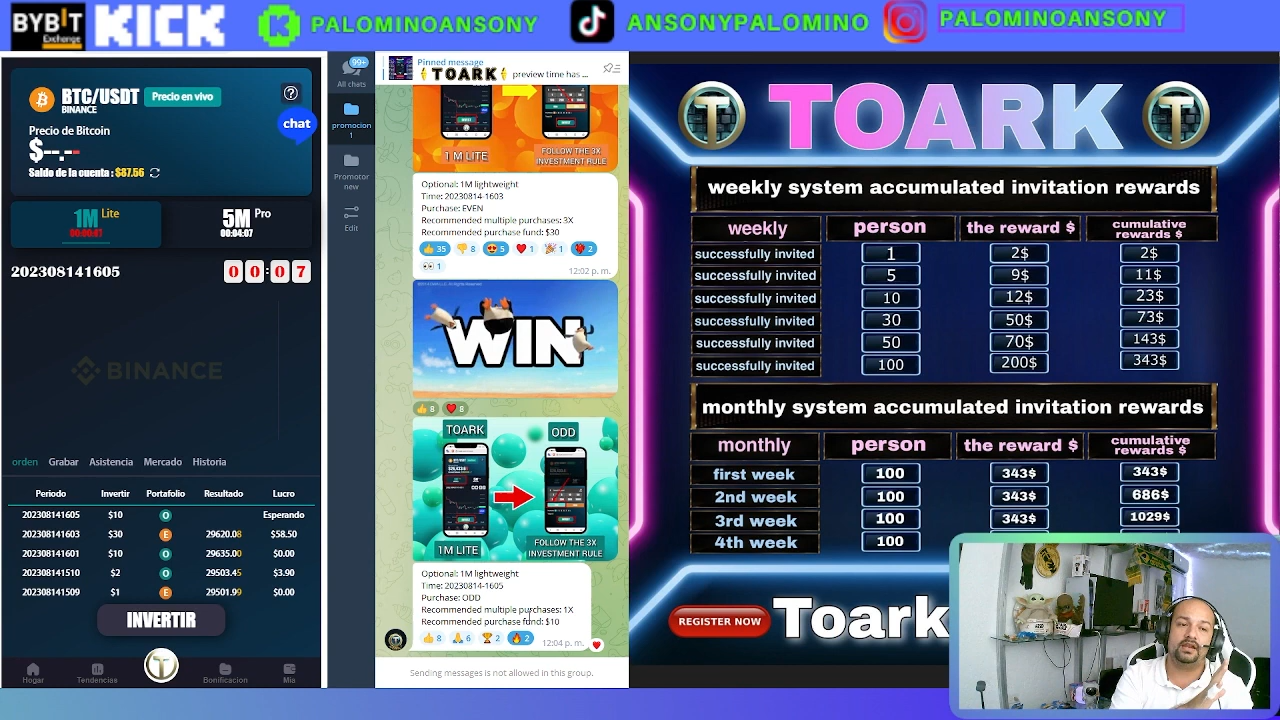 BYBIT
Exchange
KICK
PALOMINOANSONY
ANSONYPALOMINO
PALOMINOANSONY
BTC/USDT
BINANCE
Precio en vivo
Precio de Bitcoin
$--.--
Saldo de la cuenta : $87.56
chat
1M Lite
00:00:47
5M Pro
00:04:07
202308141605
0 0 : 0 7
BINANCE
orden Grabar Asistencia Mercado Historia
Periodo Invertir Portafolio Resultado Lucro
202308141605 $10 O Esperando
202308141603 $30 E 29620.08 $58.50
202308141601 $10 O 29635.00 $0.00
202308141510 $2 O 29503.45 $3.90
202308141509 $1 E 29501.99 $0.00
INVERTIR
Hogar
Tendencias
Bonificacion
Mia
99+
All chats
promocion
1
Promotor
new
Edit
Pinned message
TOARK preview time has ...
1 M LITE
FOLLOW THE 3X
INVESTMENT RULE
Optional: 1M lightweight
Time: 20230814-1603
Purchase: EVEN
Recommended multiple purchases: 3X
Recommended purchase fund: $30
35 8 5 1 1 2
1
12:02 p. m.
WIN
8 8
TOARK
ODD
1M LITE
FOLLOW THE 3X
INVESTMENT RULE
Optional: 1M lightweight
Time: 20230814-1605
Purchase: ODD
Recommended multiple purchases: 1X
Recommended purchase fund: $10
8 6 2 2
12:04 p. m.
Sending messages is not allowed in this group.
TOARK
weekly system accumulated invitation rewards
weekly person the reward $ cumulative rewards $
successfully invited 1 2$ 2$
successfully invited 5 9$ 11$
successfully invited 10 12$ 23$
successfully invited 30 50$ 73$
successfully invited 50 70$ 143$
successfully invited 100 200$ 343$
monthly system accumulated invitation rewards
monthly person the reward $ cumulative rewards $
first week 100 343$ 343$
2nd week 100 343$ 686$
3rd week 100 343$ 1029$
4th week 100
REGISTER NOW
Toark